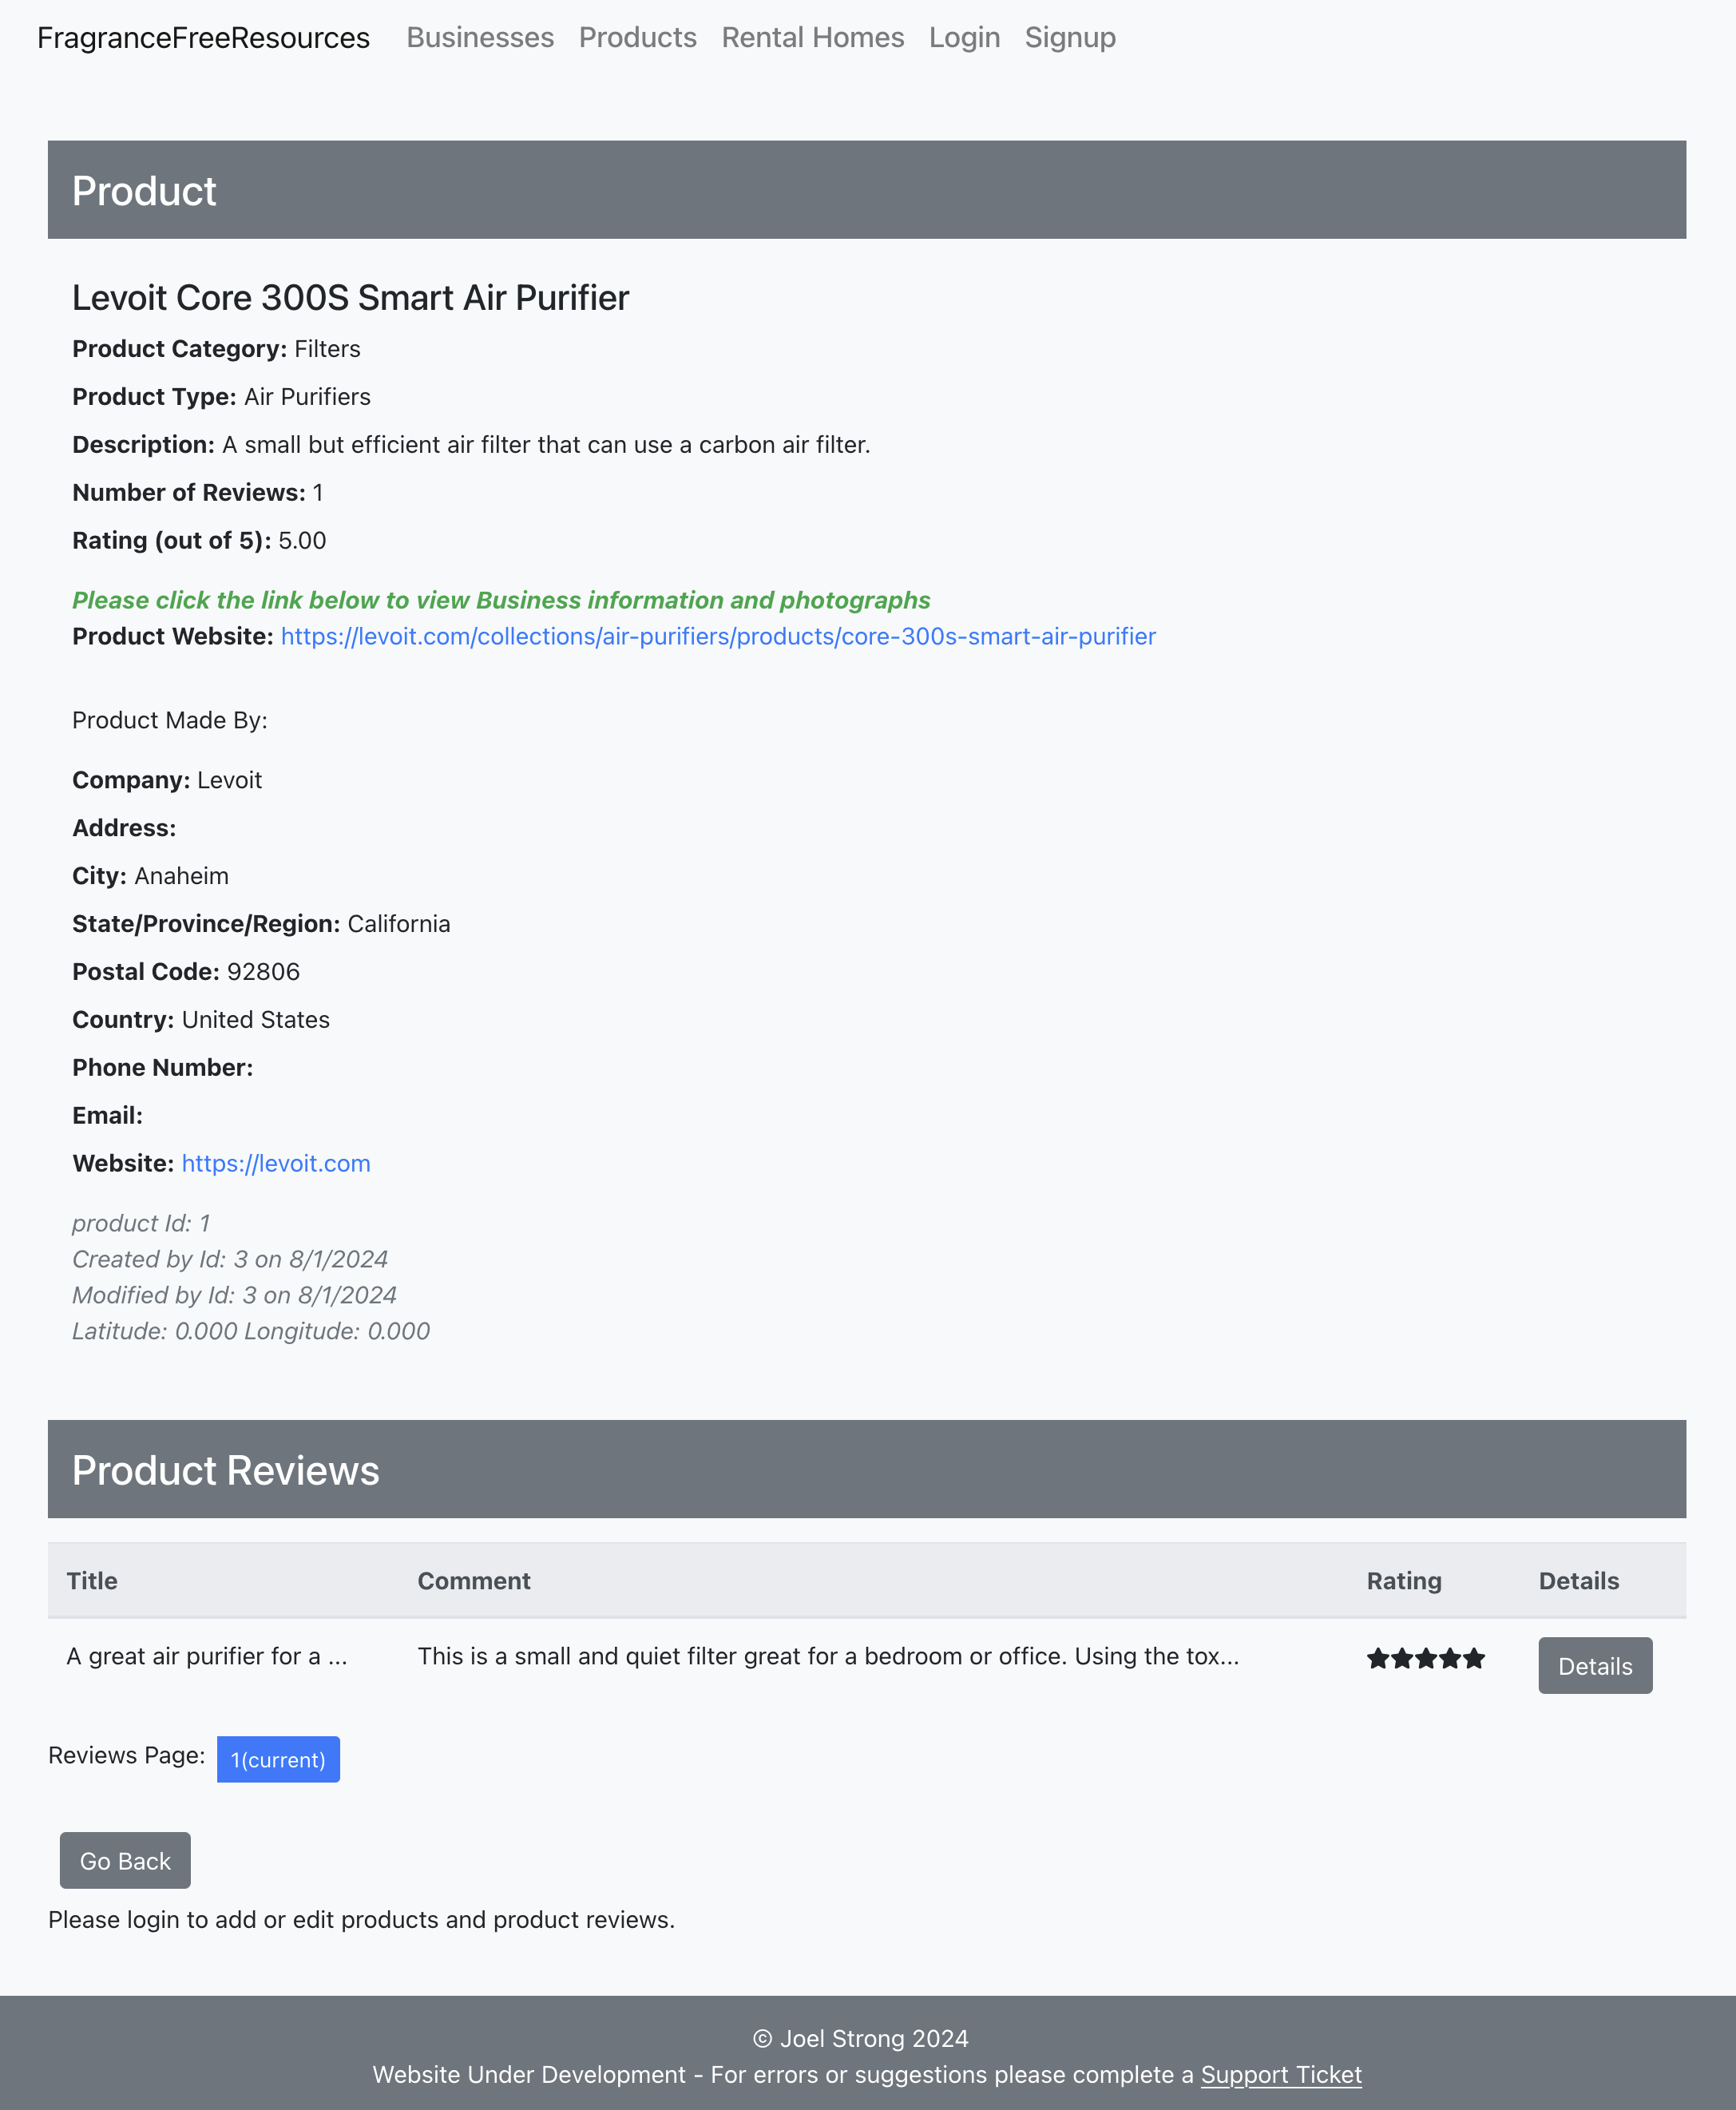 FragranceFreeResources Businesses Products Rental Homes Login Signup
Product
Levoit Core 300S Smart Air Purifier
Product Category: Filters
Product Type: Air Purifiers
Description: A small but efficient air filter that can use a carbon air filter.
Number of Reviews: 1
Rating (out of 5): 5.00
Please click the link below to view Business information and photographs
Product Website: https://levoit.com/collections/air-purifiers/products/core-300s-smart-air-purifier
Product Made By:
Company: Levoit
Address:
City: Anaheim
State/Province/Region: California
Postal Code: 92806
Country: United States
Phone Number:
Email:
Website: https://levoit.com
product Id: 1
Created by Id: 3 on 8/1/2024
Modified by Id: 3 on 8/1/2024
Latitude: 0.000 Longitude: 0.000
Product Reviews
Title Comment Rating Details
A great air purifier for a ... This is a small and quiet filter great for a bedroom or office. Using the tox... Details
Reviews Page: 1(current)
Go Back
Please login to add or edit products and product reviews.
© Joel Strong 2024
Website Under Development - For errors or suggestions please complete a Support Ticket